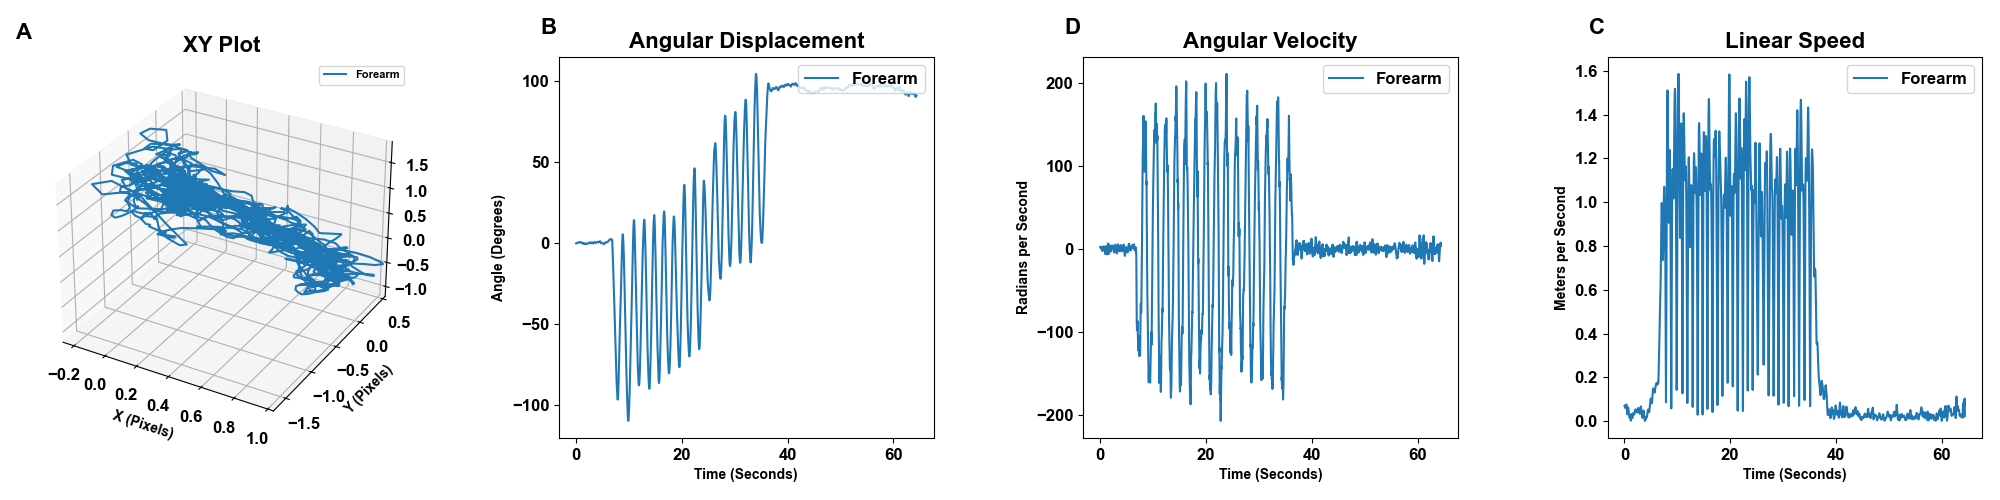 A
XY Plot
Forearm
1.5
1.0
0.5
0.0
−0.5
−1.0
0.5
0.0
−0.5
−1.0
−1.5
Y (Pixels)
−0.2
0.0
0.2
0.4
0.6
0.8
1.0
X (Pixels)
B
Angular Displacement
Forearm
100
50
0
−50
−100
Angle (Degrees)
0 20 40 60
Time (Seconds)
D
Angular Velocity
Forearm
200
100
0
−100
−200
Radians per Second
0 20 40 60
Time (Seconds)
C
Linear Speed
Forearm
1.6
1.4
1.2
1.0
0.8
0.6
0.4
0.2
0.0
Meters per Second
0 20 40 60
Time (Seconds)